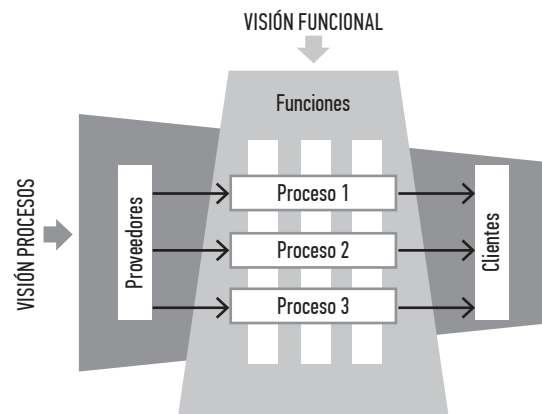 VISIÓN FUNCIONAL
Funciones
VISIÓN PROCESOS
Proveedores
Proceso 1
Proceso 2
Proceso 3
Clientes